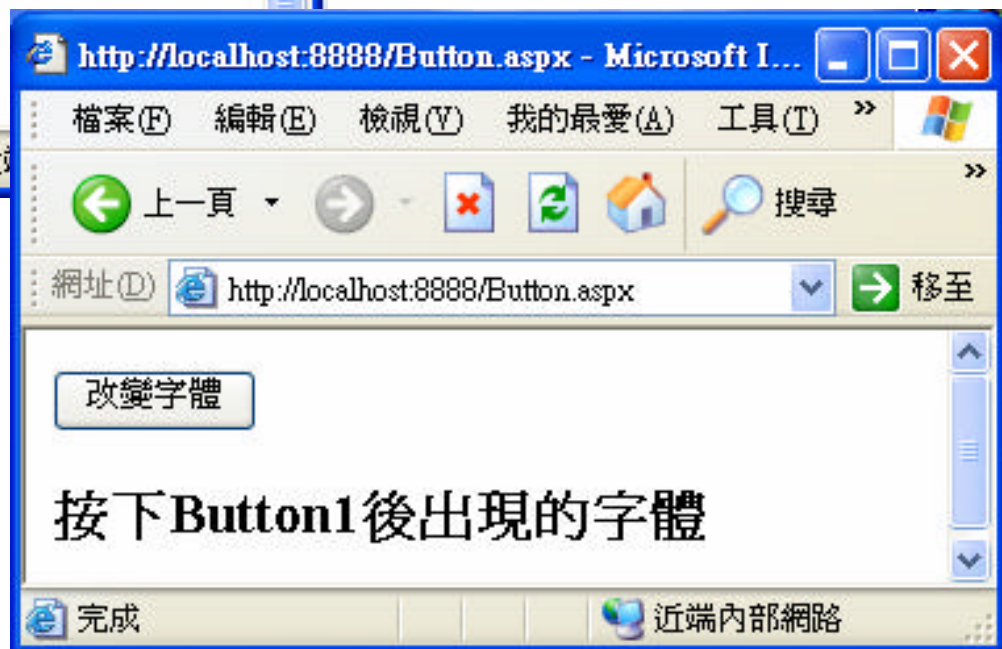 http://localhost:8888/Button.aspx - Microsoft I...
檔案(F) 編輯(E) 檢視(V) 我的最愛(A) 工具(T) »
上一頁 搜尋 »
網址(D) http://localhost:8888/Button.aspx 移至
改變字體
按下Button1後出現的字體
完成 近端內部網路